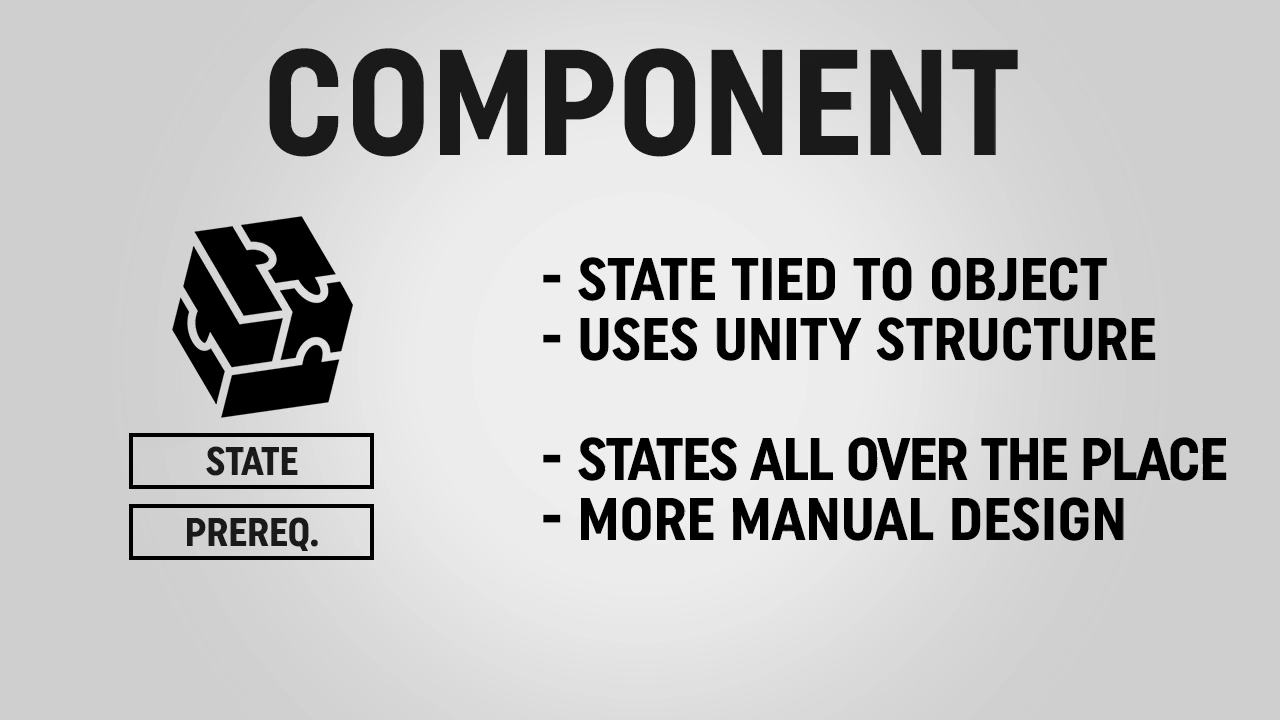 COMPONENT
STATE
PREREQ.
- STATE TIED TO OBJECT
- USES UNITY STRUCTURE
- STATES ALL OVER THE PLACE
- MORE MANUAL DESIGN